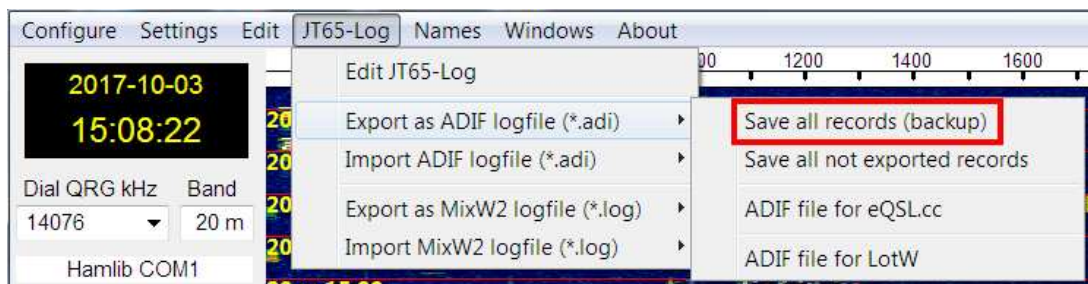 Configure Settings Edit JT65-Log Names Windows About
1200 1400 1600
Edit JT65-Log
2017-10-03
15:08:22
Export as ADIF logfile (*.adi)
Import ADIF logfile (*.adi)
Export as MixW2 logfile (*.log)
Import MixW2 logfile (*.log)
Save all records (backup)
Save all not exported records
ADIF file for eQSL.cc
ADIF file for LotW
Dial QRG kHz Band
14076 20 m
Hamlib COM1